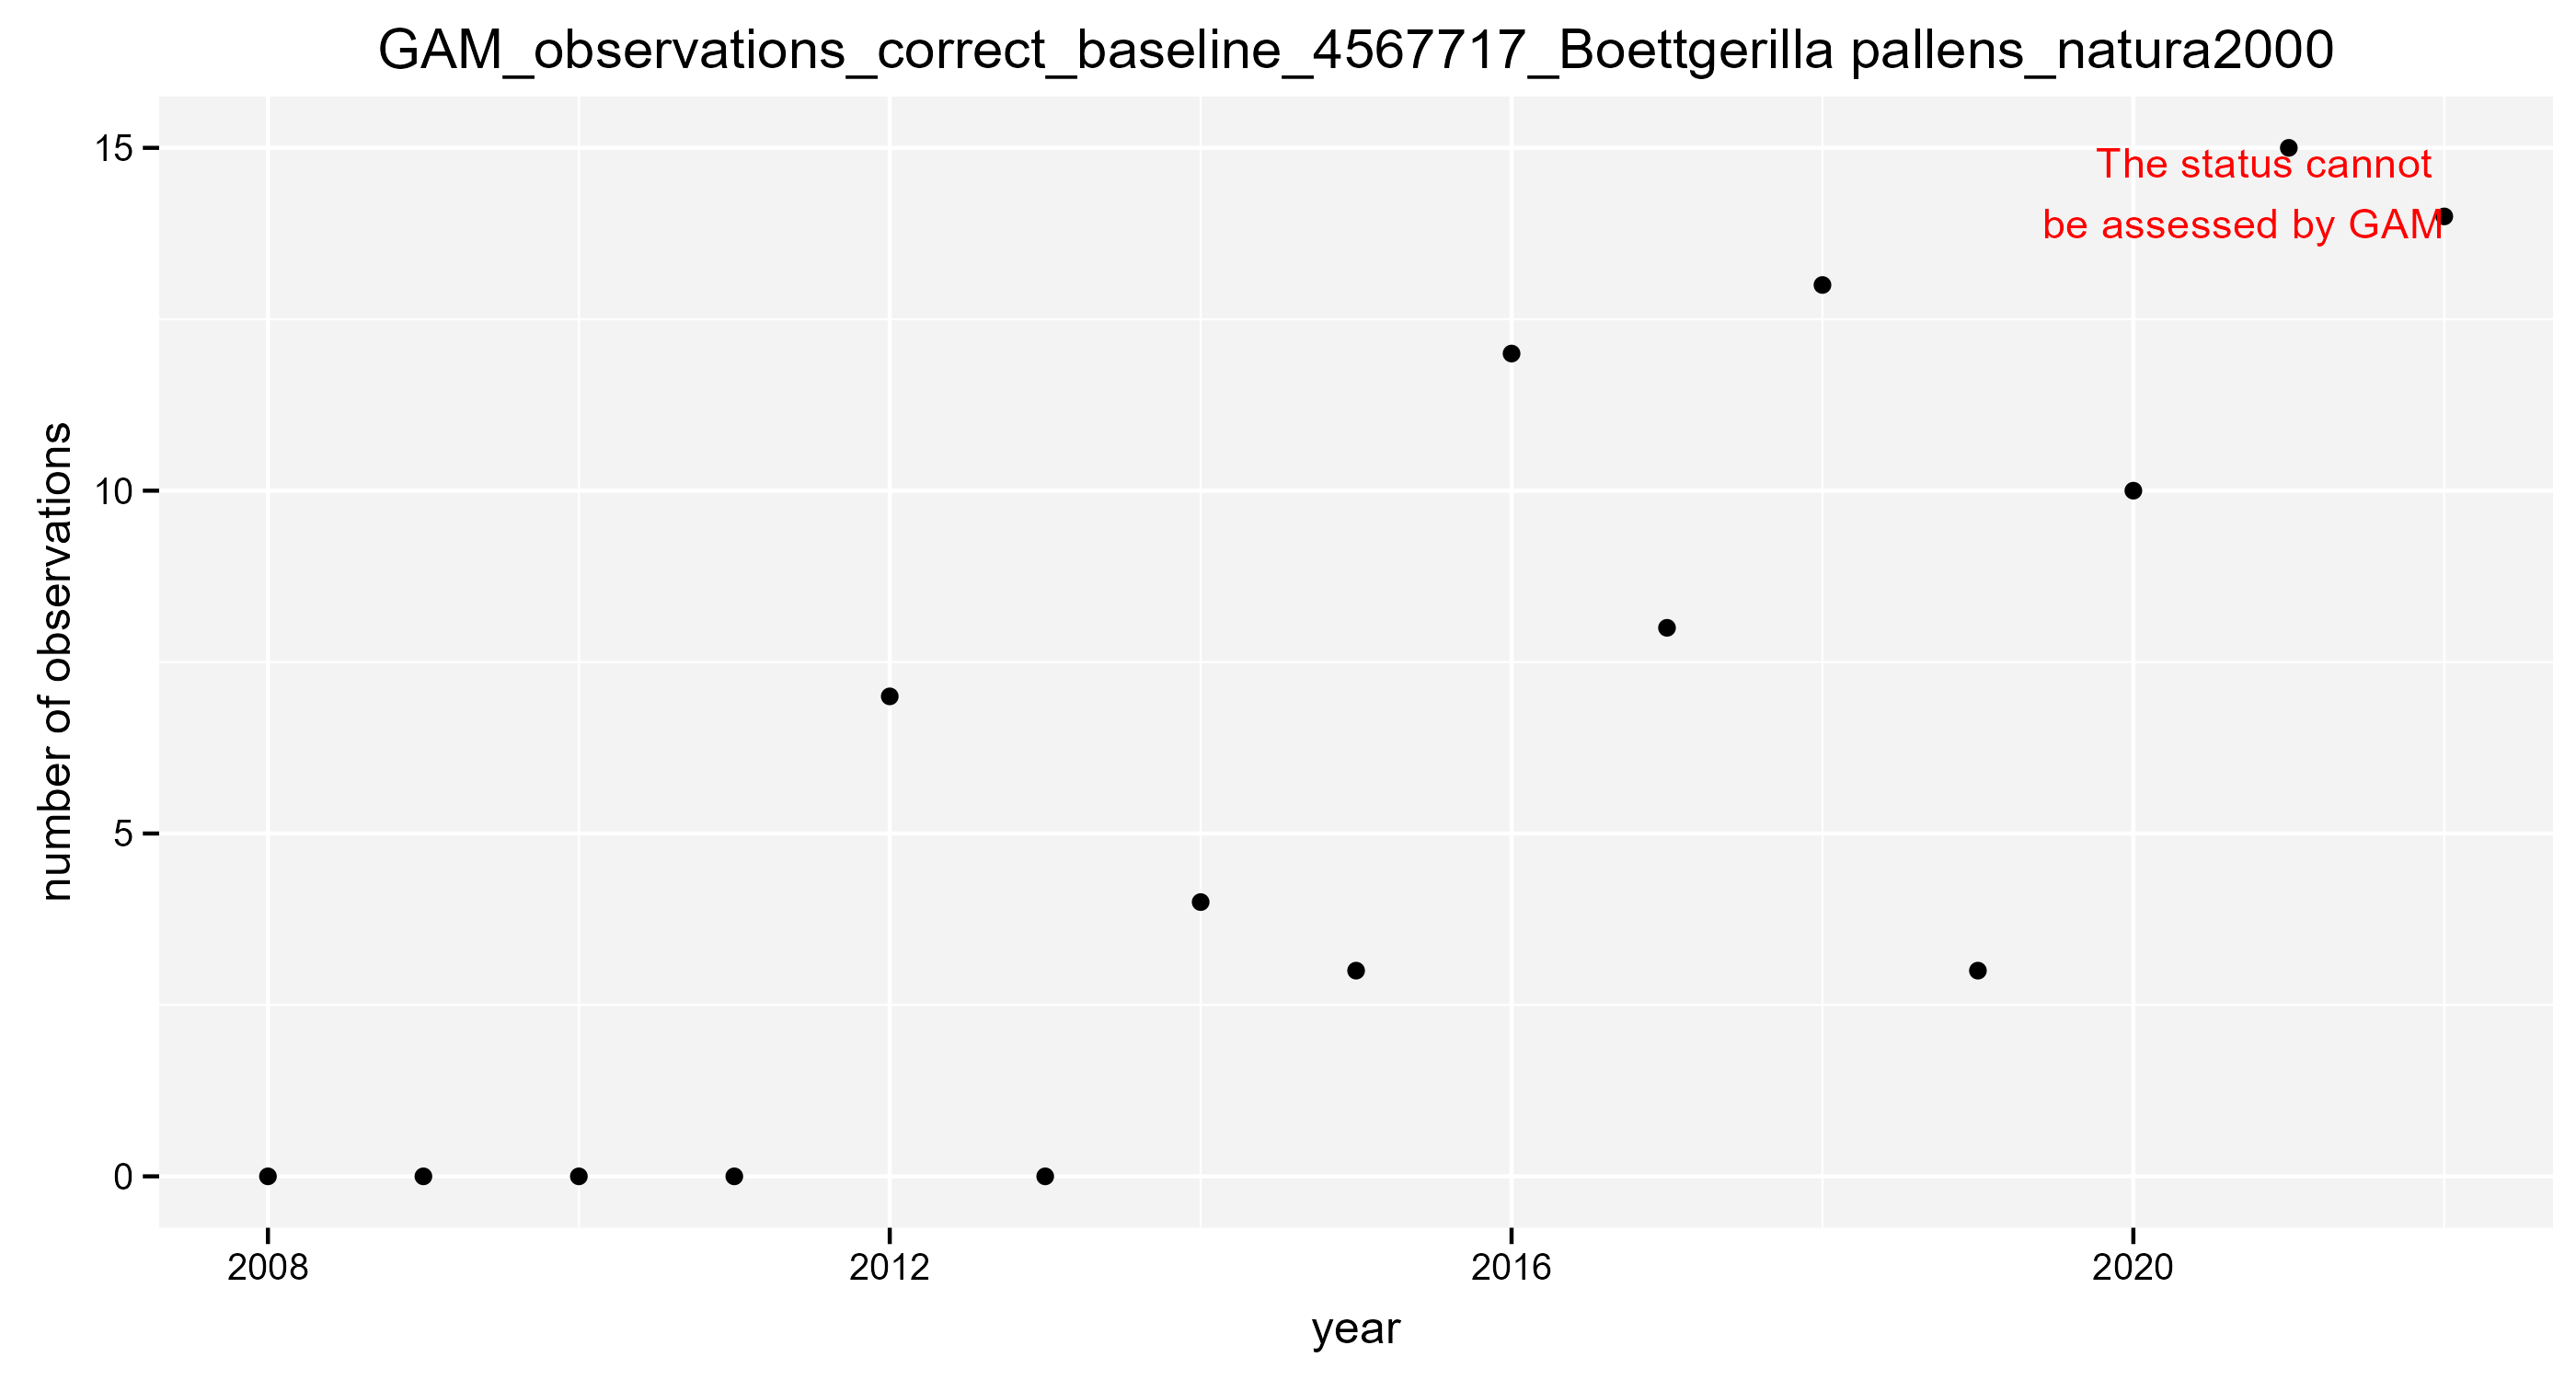 GAM_observations_correct_baseline_4567717_Boettgerilla pallens_natura2000
15
The status cannot
be assessed by GAM
10
number of observations
5
0
2008 2012 2016 2020
year